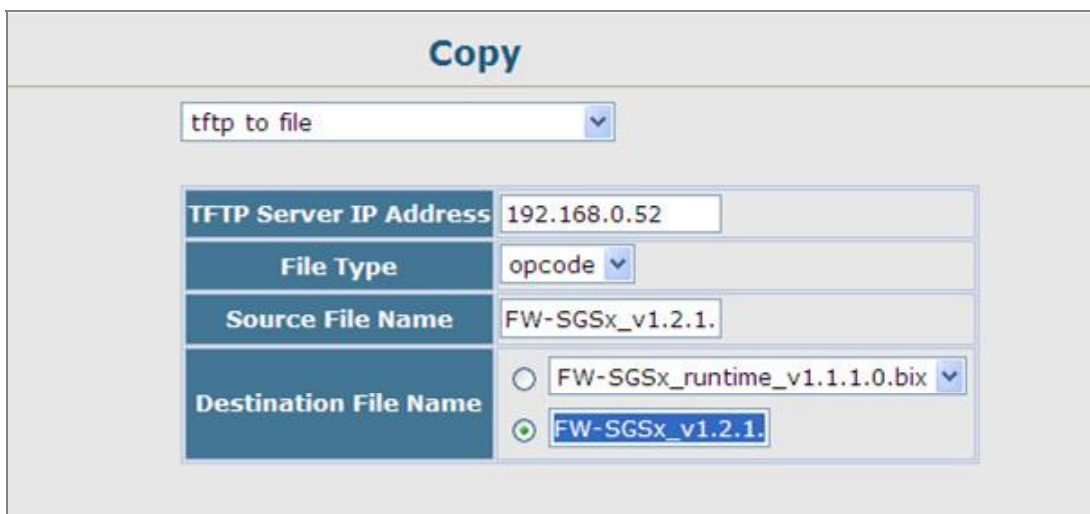 Copy
tftp to file
TFTP Server IP Address 192.168.0.52
File Type opcode
Source File Name FW-SGSx_v1.2.1.
Destination File Name
FW-SGSx_runtime_v1.1.1.0.bix
FW-SGSx_v1.2.1.